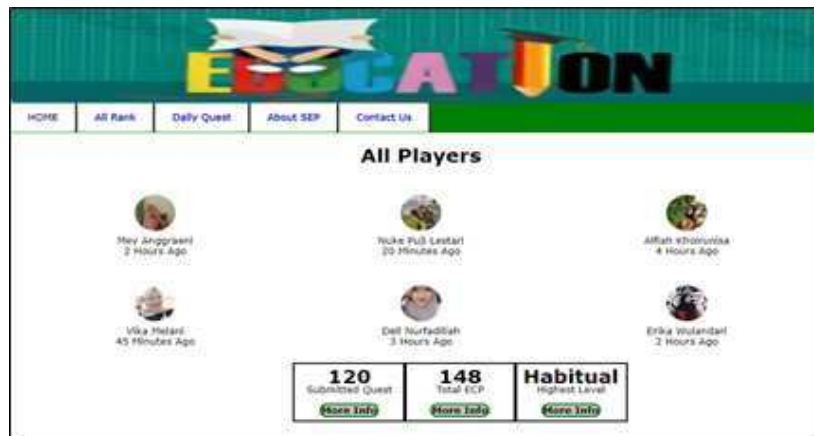 EDUCATION
HOME All Rank Daily Quest About SEP Contact Us
All Players
Mey Anggraeni Nuke Puji Lestari Alfiah Khoirunisa
2 Hours Ago 20 Minutes Ago 4 Hours Ago
Vika Melani Dell Nurfadillah Erika Wulandari
45 Minutes Ago 3 Hours Ago 2 Hours Ago
120 148 Habitual
Submitted Quest Total ECP Highest Level
More Info More Info More Info